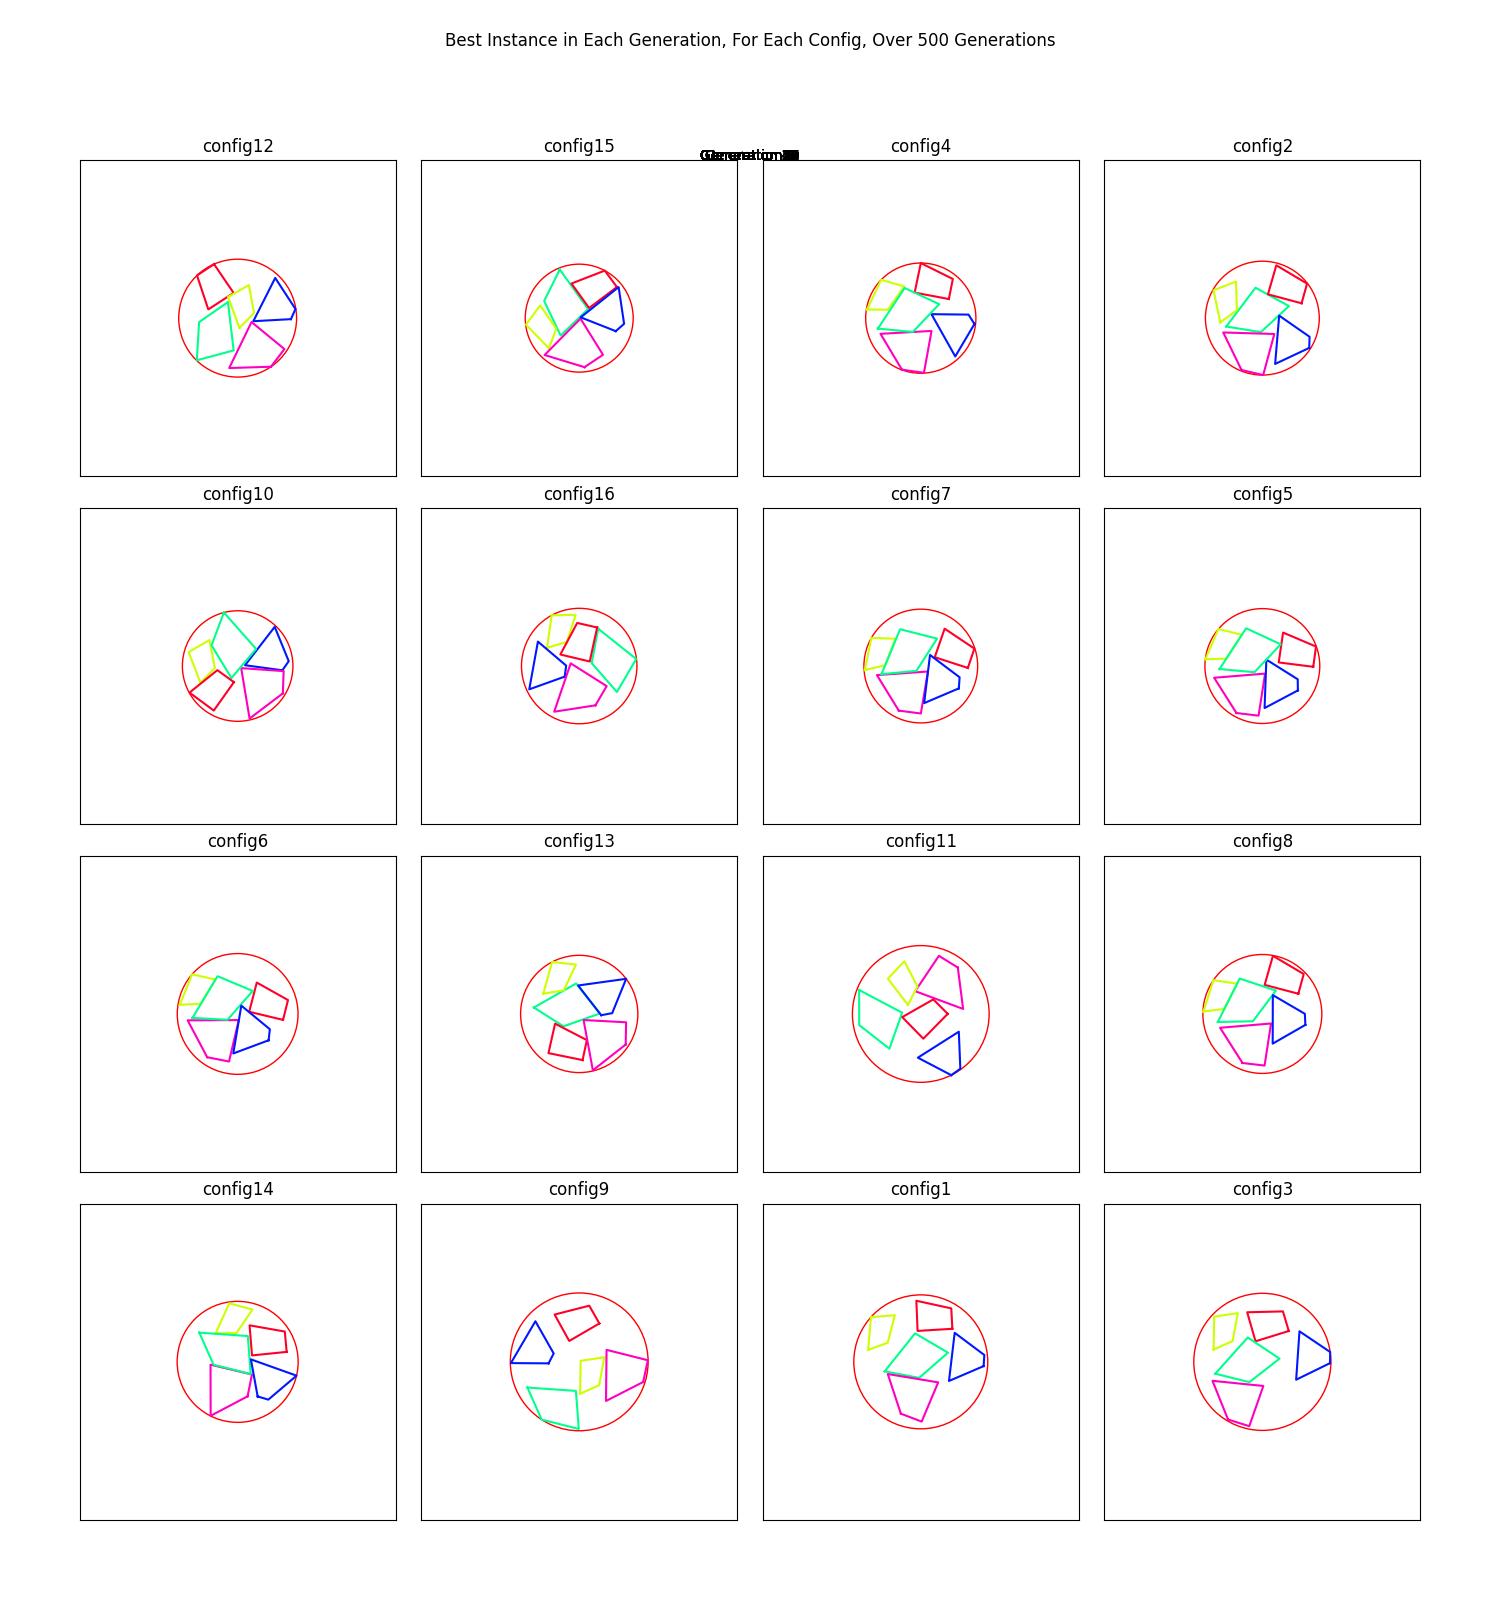 Best Instance in Each Generation, For Each Config, Over 500 Generations
config12
config15
config4
config2
config10
config16
config7
config5
config6
config13
config11
config8
config14
config9
config1
config3